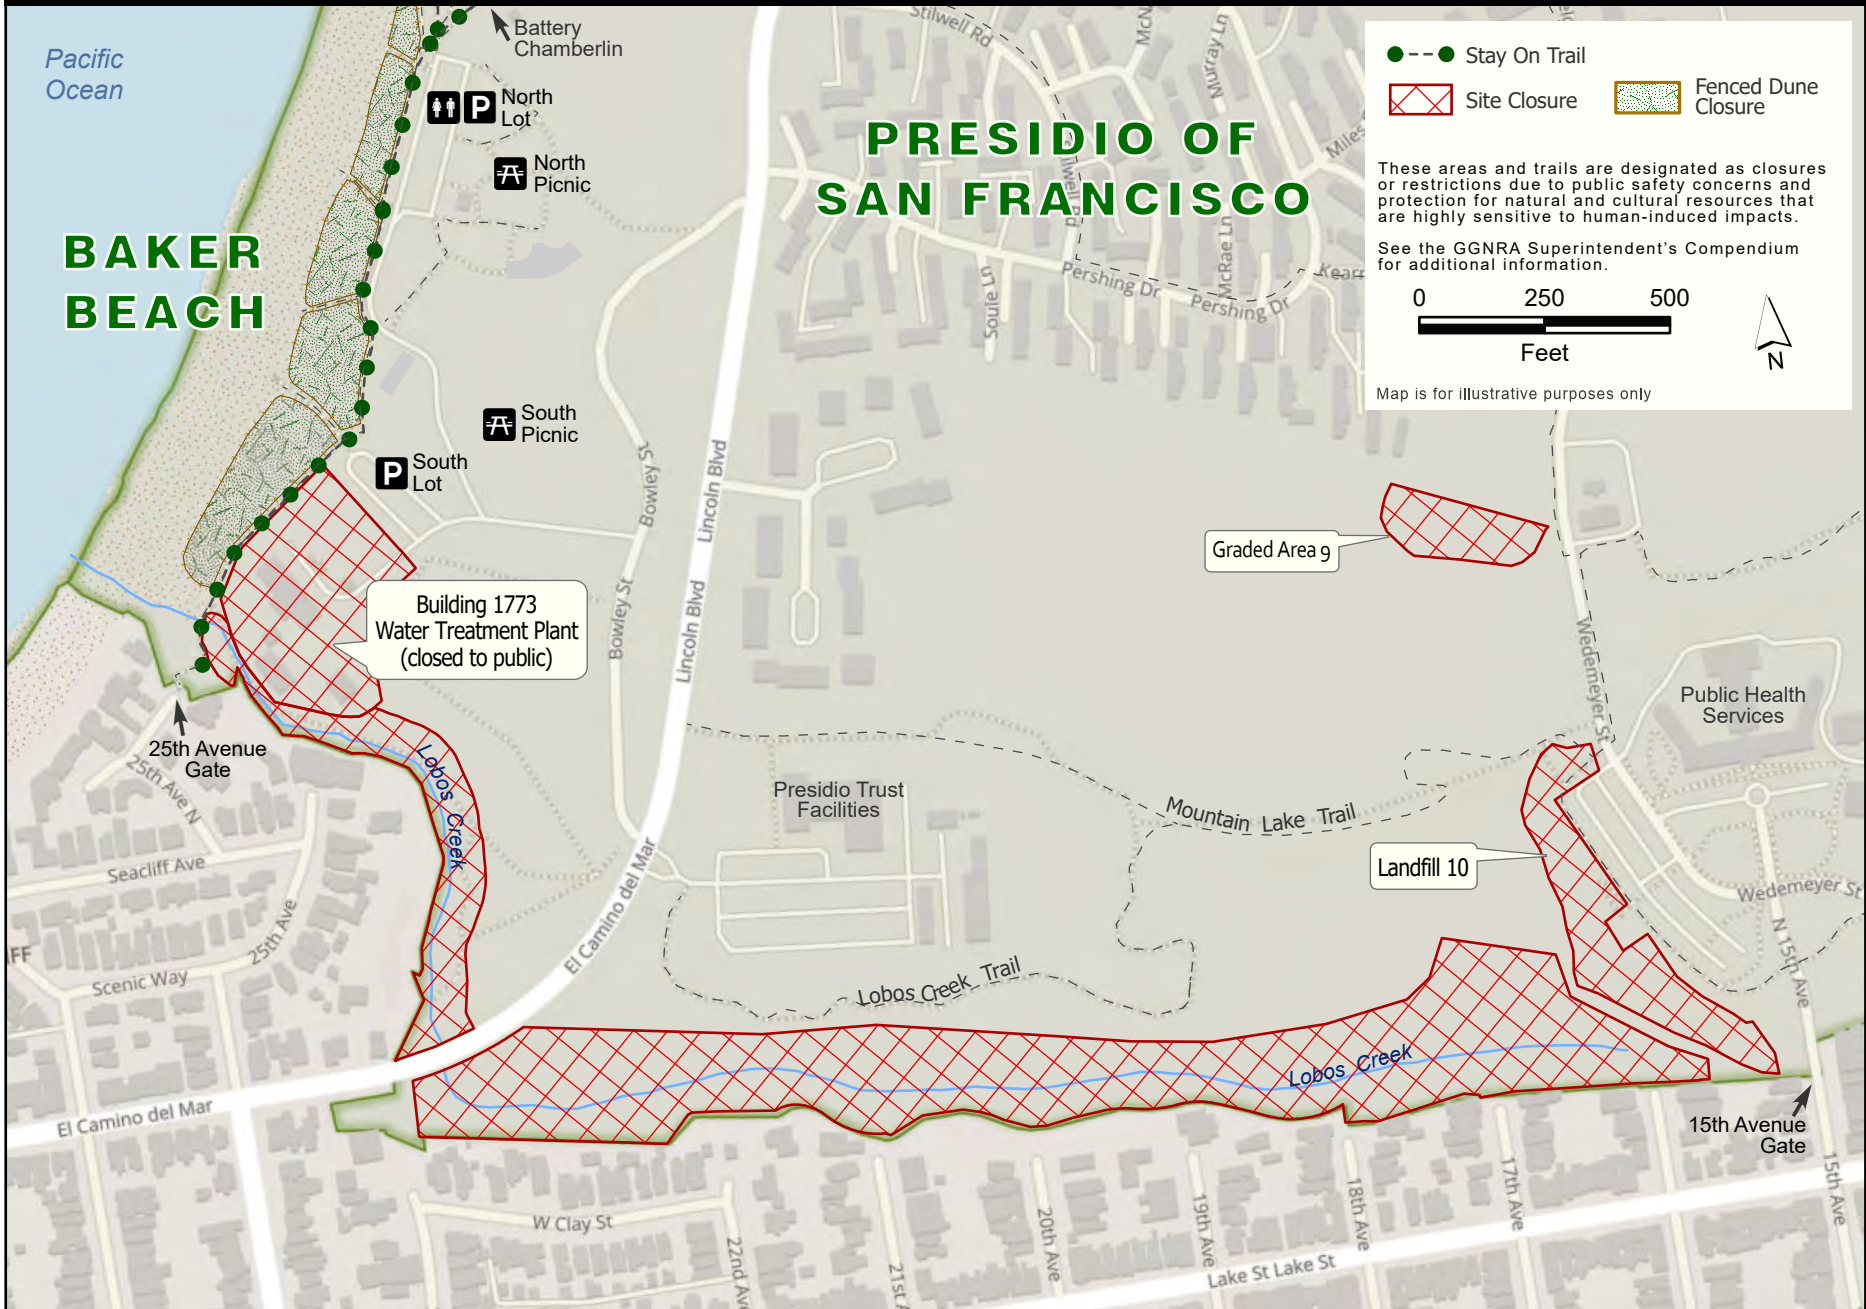 Pacific
Ocean
Battery
Chamberlin
North
Lot
North
Picnic
BAKER
BEACH
South
Picnic
South
Lot
PRESIDIO OF
SAN FRANCISCO
Stilwell Rd
Stilwell Rd
Murray Ln
McRae Ln
Soule Ln
Pershing Dr
Pershing Dr
Stay On Trail
Site Closure
Fenced Dune
Closure
These areas and trails are designated as closures
or restrictions due to public safety concerns and
protection for natural and cultural resources that
are highly sensitive to human-induced impacts.
See the GGNRA Superintendent's Compendium
for additional information.
0 250 500
Feet
N
Map is for illustrative purposes only
Bowley St
Bowley St
Lincoln Blvd
Lincoln Blvd
Graded Area 9
Building 1773
Water Treatment Plant
(closed to public)
Wedemeyer St
Public Health
Services
25th Avenue
Gate
25th Ave N
Lobos Creek
Presidio Trust
Facilities
Mountain Lake Trail
Landfill 10
Wedemeyer St
N 15th Ave
Seacliff Ave
25th Ave
Scenic Way
El Camino del Mar
Lobos Creek Trail
Lobos Creek
El Camino del Mar
15th Avenue
Gate
W Clay St
22nd Ave
20th Ave
19th Ave
18th Ave
17th Ave
15th Ave
Lake St Lake St